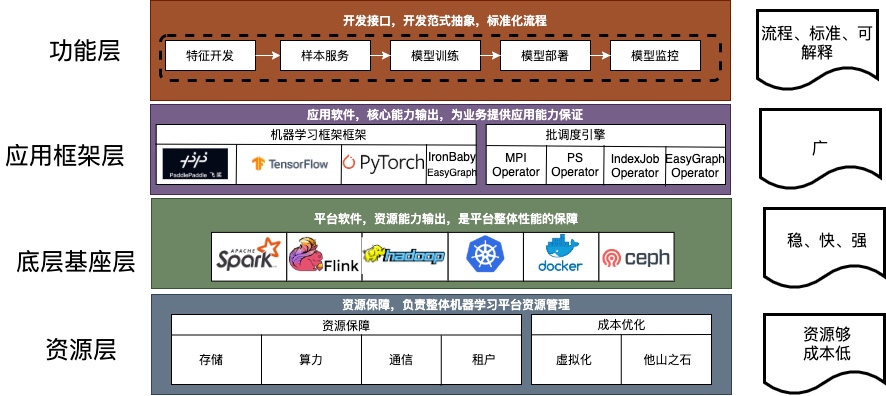 功能层
开发接口，开发范式抽象，标准化流程
特征开发
样本服务
模型训练
模型部署
模型监控
流程、标准、可
解释
应用框架层
应用软件，核心能力输出，为业务提供应用能力保证
机器学习框架框架
PaddlePaddle 飞桨
TensorFlow
PyTorch
IronBaby
EasyGraph
批调度引擎
MPI
Operator
PS
Operator
IndexJob
Operator
EasyGraph
Operator
广
底层基座层
平台软件，资源能力输出，是平台整体性能的保障
APACHE
Spark
Flink
hadoop
docker
ceph
稳、快、强
资源层
资源保障，负责整体机器学习平台资源管理
资源保障
存储
算力
通信
租户
成本优化
虚拟化
他山之石
资源够
成本低